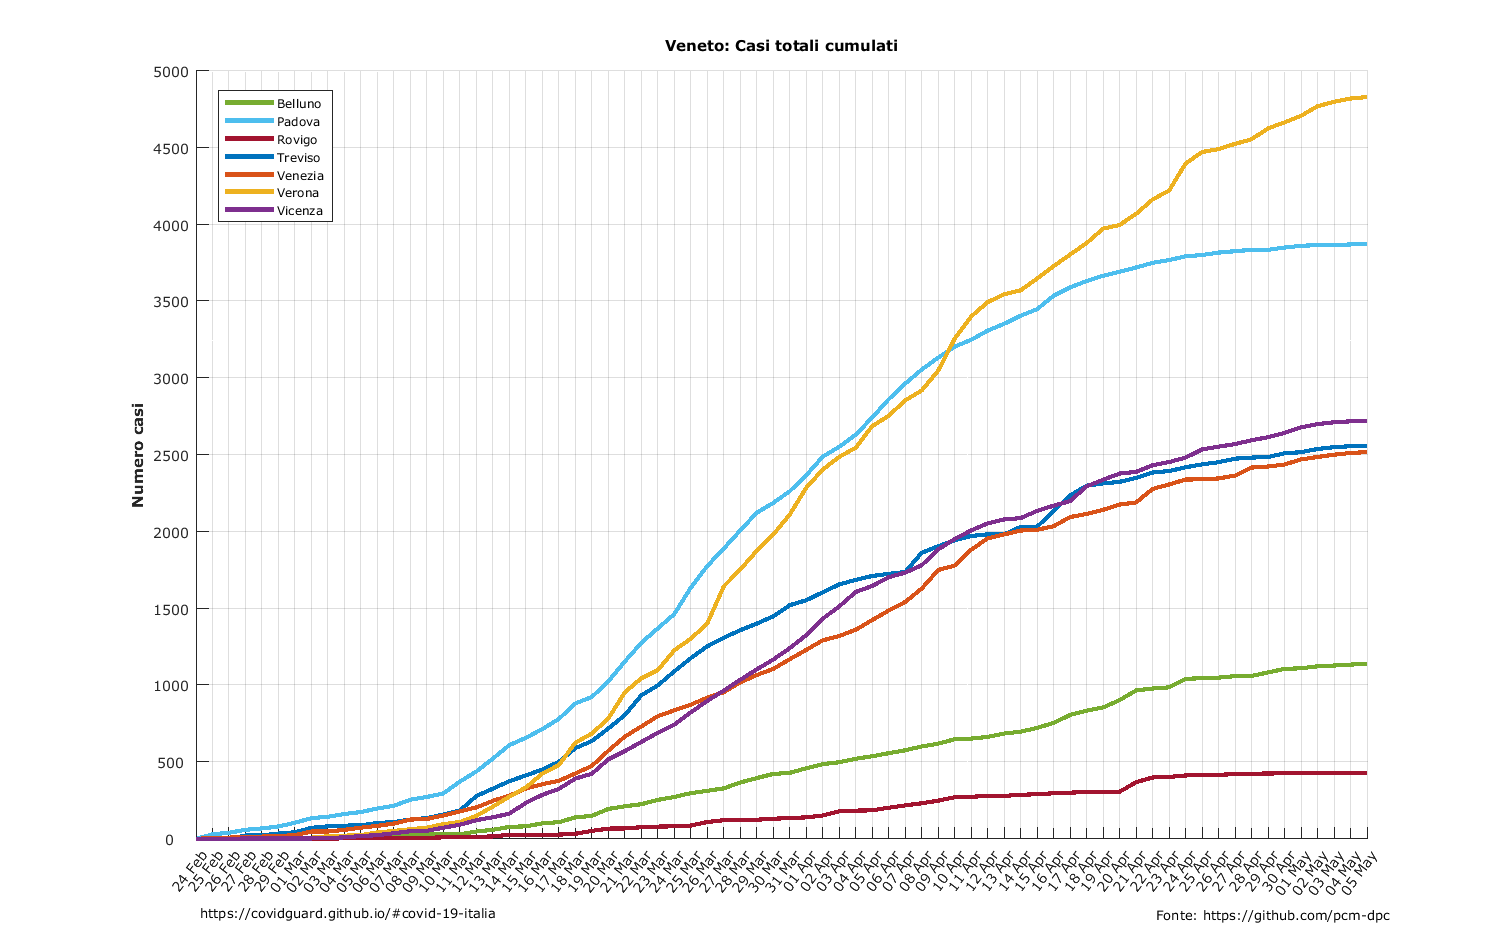 Veneto: Casi totali cumulati
5000
4500
4000
3500
3000
2500
2000
1500
1000
500
0
Numero casi
Belluno
Padova
Rovigo
Treviso
Venezia
Verona
Vicenza
24 Feb
25 Feb
26 Feb
27 Feb
28 Feb
29 Feb
01 Mar
02 Mar
03 Mar
04 Mar
05 Mar
06 Mar
07 Mar
08 Mar
09 Mar
10 Mar
11 Mar
12 Mar
13 Mar
14 Mar
15 Mar
16 Mar
17 Mar
18 Mar
19 Mar
20 Mar
21 Mar
22 Mar
23 Mar
24 Mar
25 Mar
26 Mar
27 Mar
28 Mar
29 Mar
30 Mar
31 Mar
01 Apr
02 Apr
03 Apr
04 Apr
05 Apr
06 Apr
07 Apr
08 Apr
09 Apr
10 Apr
11 Apr
12 Apr
13 Apr
14 Apr
15 Apr
16 Apr
17 Apr
18 Apr
19 Apr
20 Apr
21 Apr
22 Apr
23 Apr
24 Apr
25 Apr
26 Apr
27 Apr
28 Apr
29 Apr
30 Apr
01 May
02 May
03 May
04 May
05 May
https://covidguard.github.io/#covid-19-italia
Fonte: https://github.com/pcm-dpc